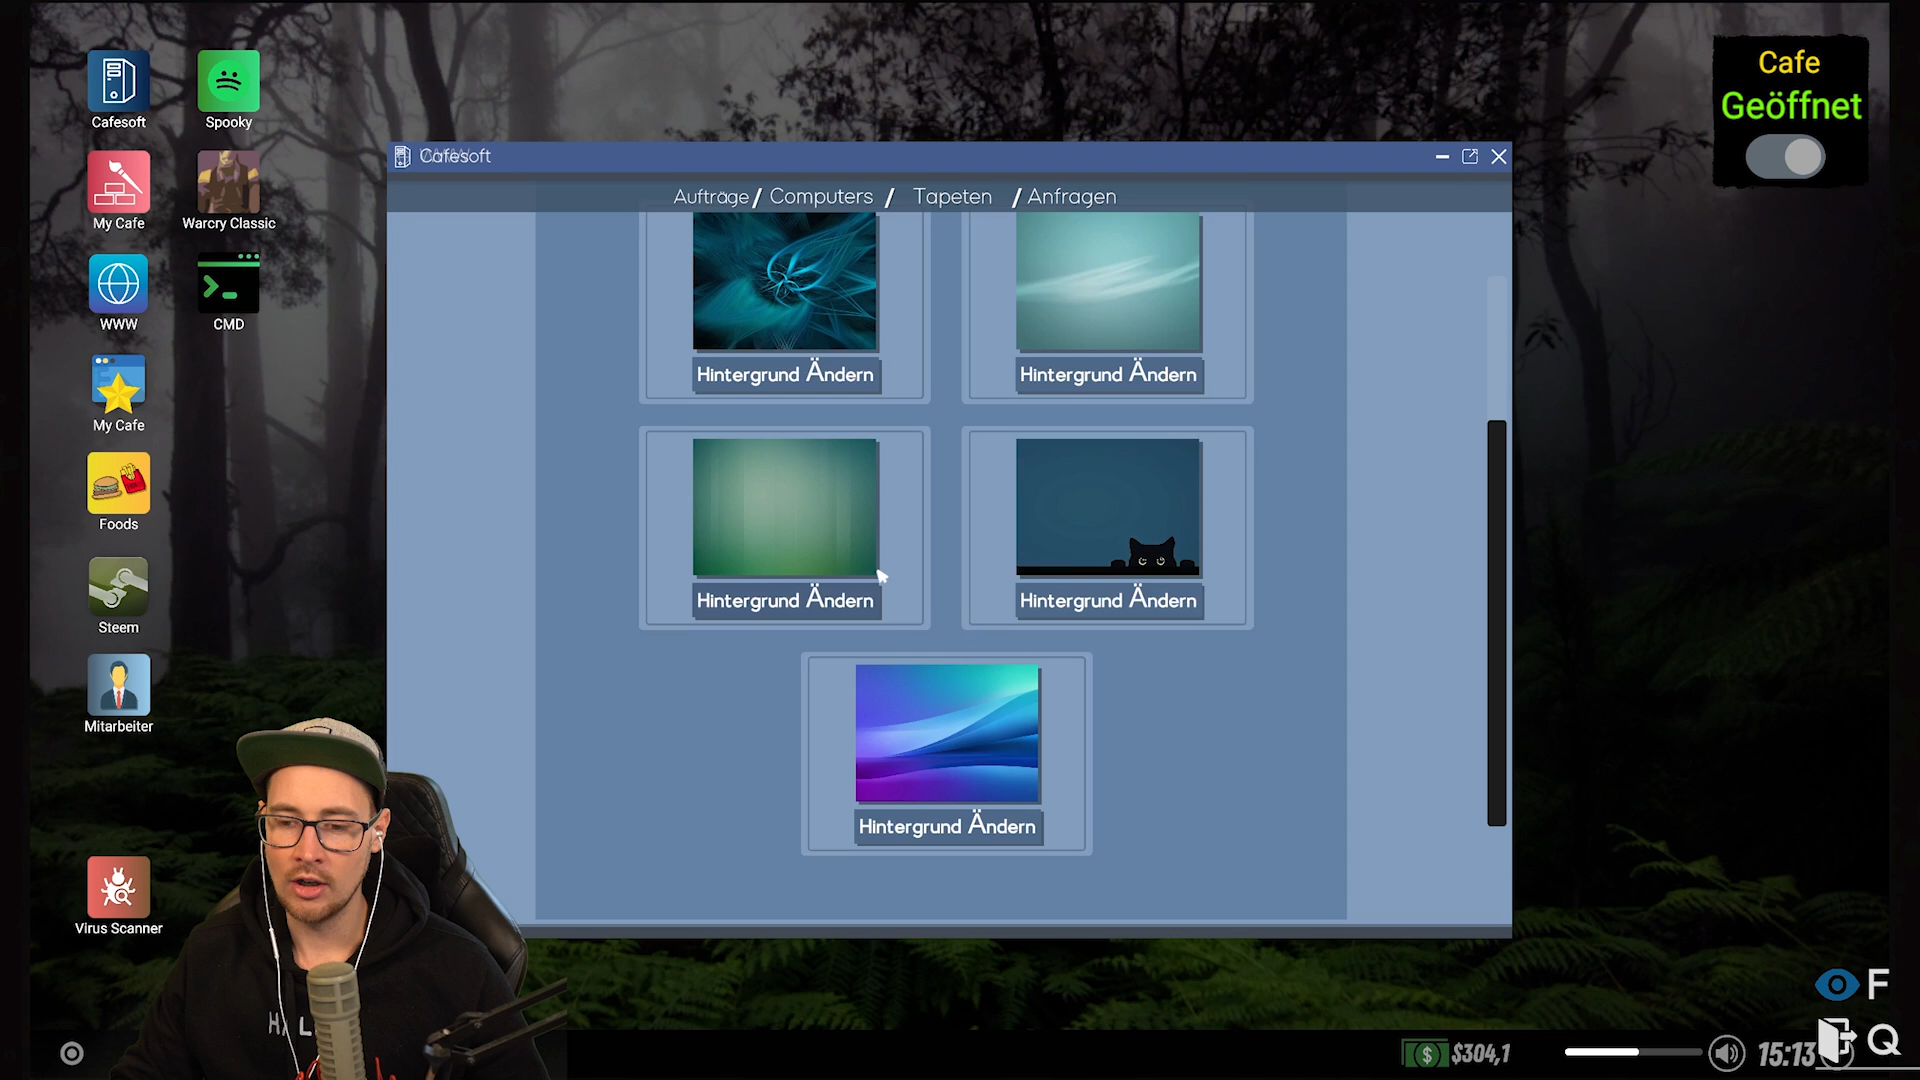 Cafesoft
Spooky
My Cafe
Warcry Classic
WWW
CMD
My Cafe
Foods
Steem
Mitarbeiter
Virus Scanner
Cafe
Geöffnet
Cafesoft
Aufträge / Computers / Tapeten / Anfragen
Hintergrund Ändern
Hintergrund Ändern
Hintergrund Ändern
Hintergrund Ändern
Hintergrund Ändern
F
Q
$304,1
15:13